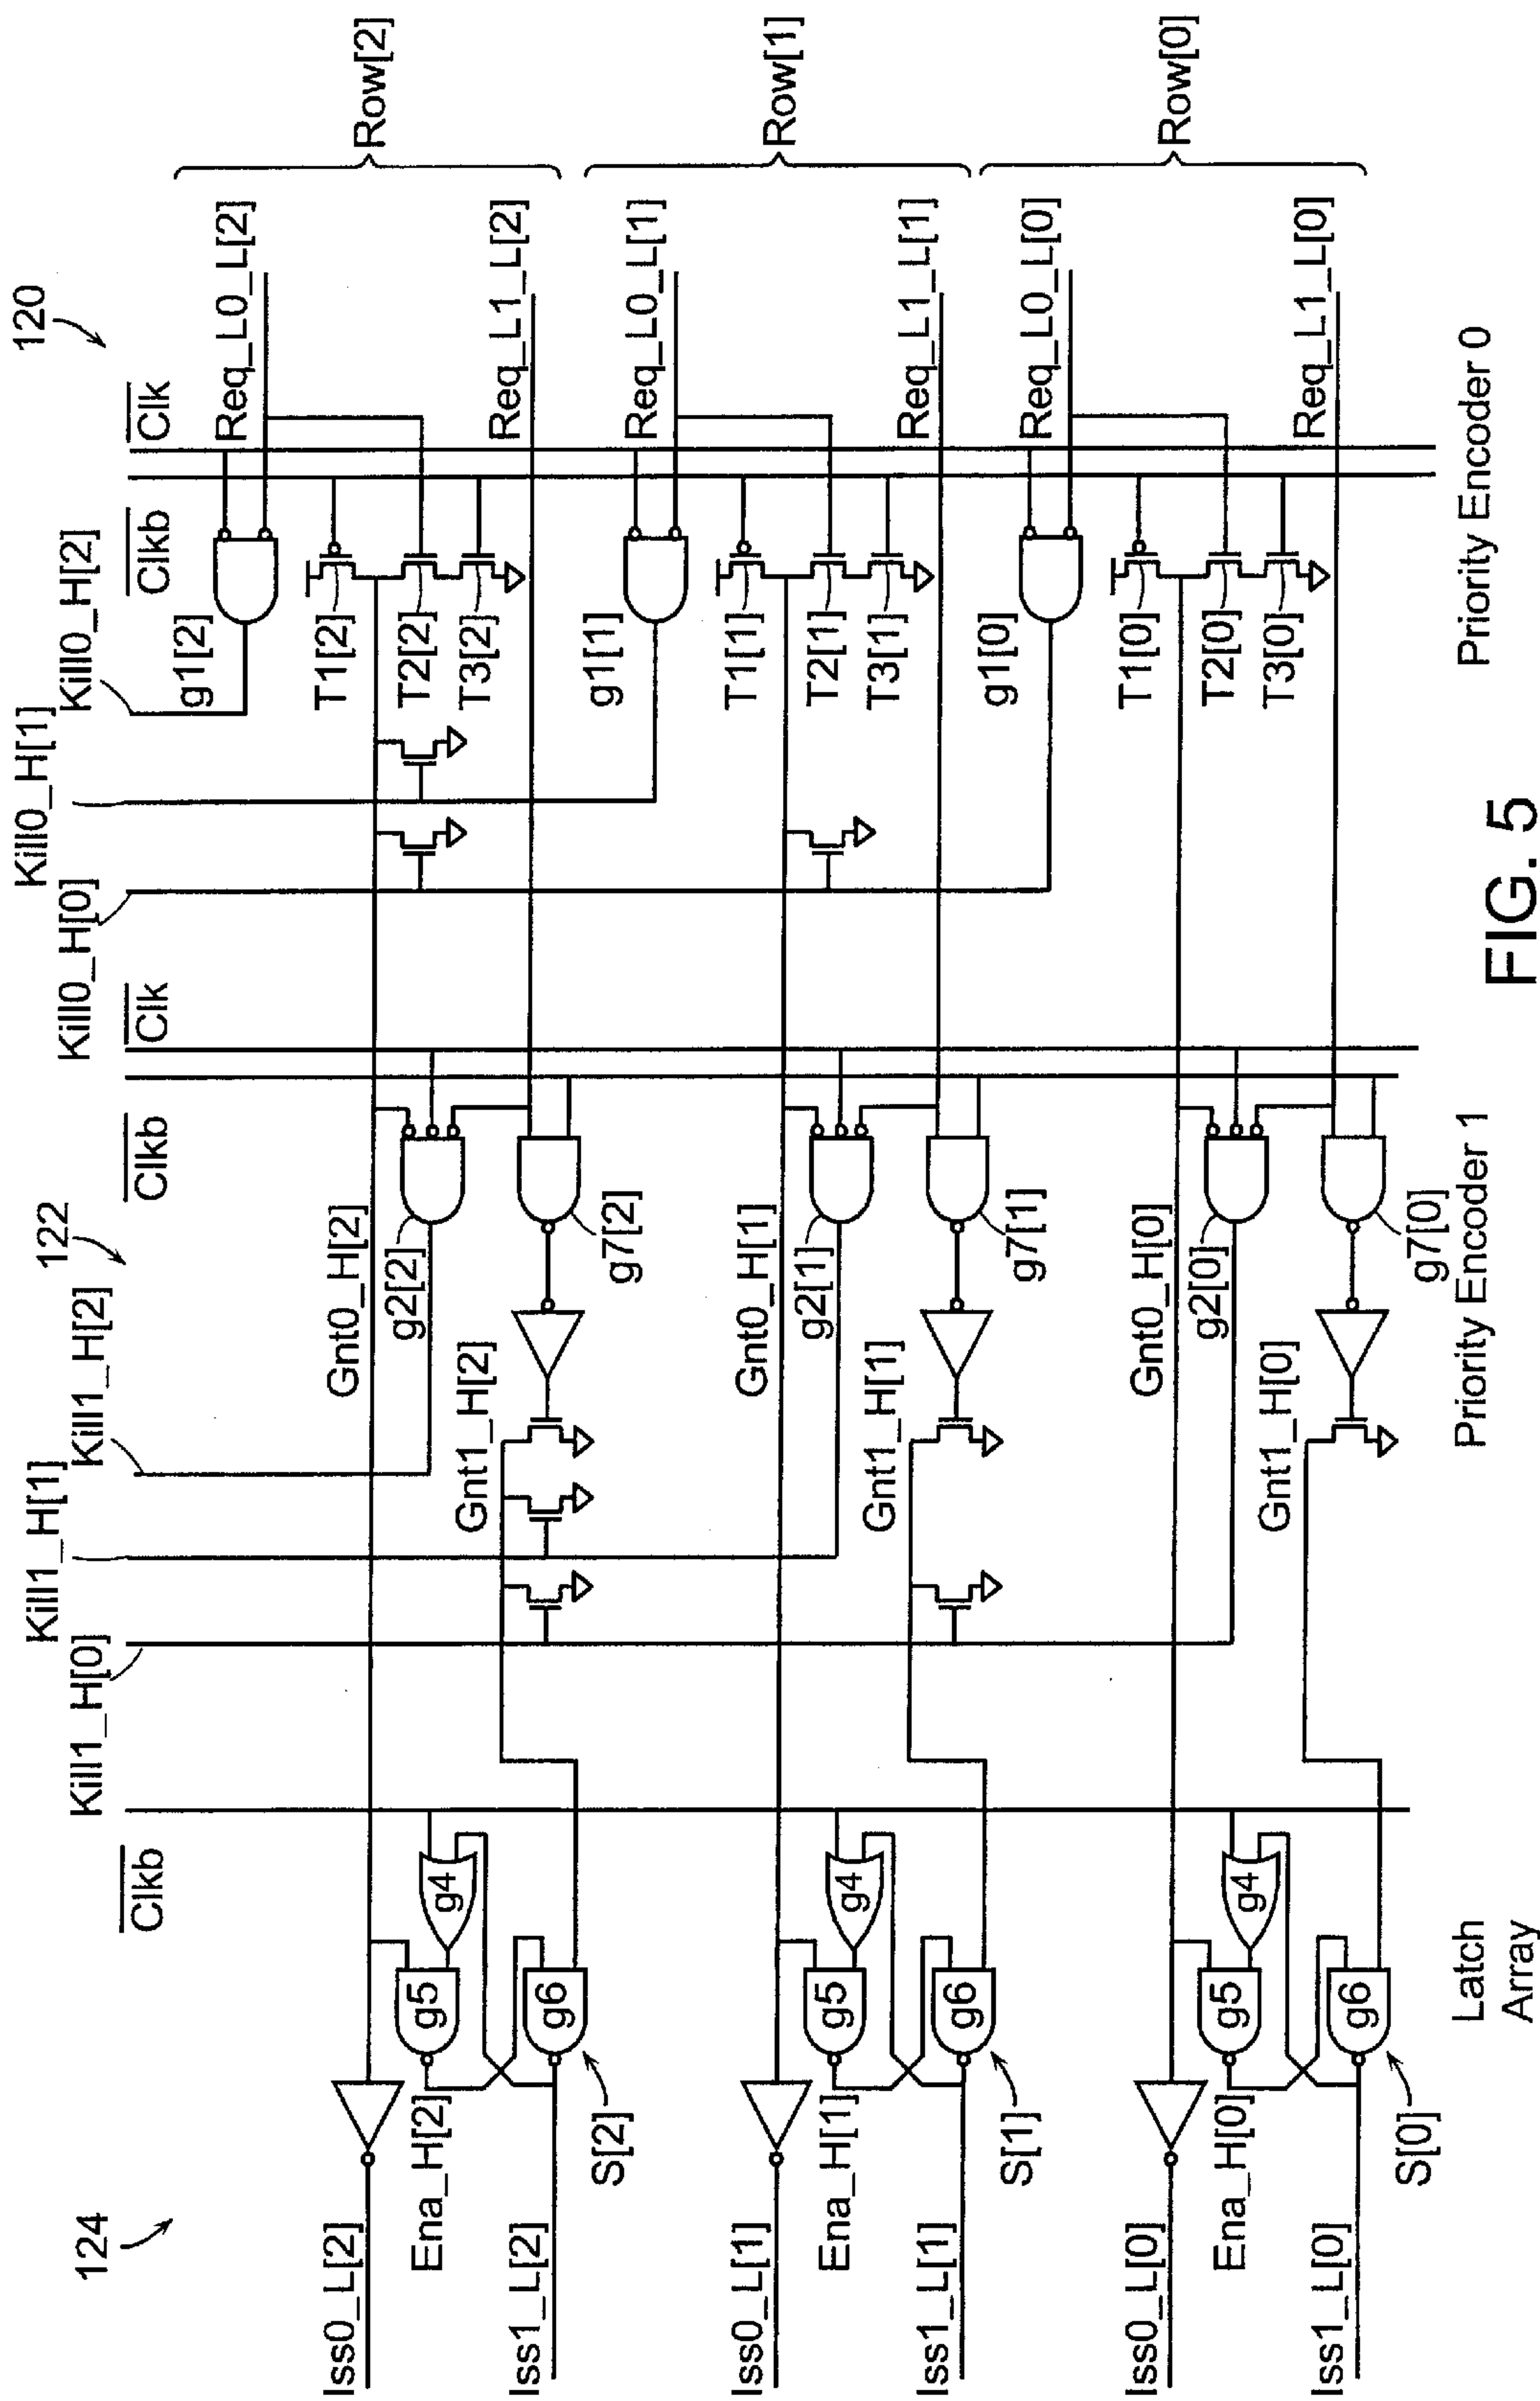 120
Row[2]
Row[1]
Row[0]
Req_L0_L[2]
Req_L1_L[2]
Req_L0_L[1]
Req_L1_L[1]
Req_L0_L[0]
Req_L1_L[0]
Clk
Clkb
Kill0_H[2]
Kill0_H[1]
Kill0_H[0]
g1[2]
T1[2]
T2[2]
T3[2]
g1[1]
T1[1]
T2[1]
T3[1]
g1[0]
T1[0]
T2[0]
T3[0]
Priority Encoder 0
Clk
Clkb
122
Kill1_H[2]
Kill1_H[1]
Kill1_H[0]
Gnt0_H[2]
g2[2]
g7[2]
Gnt1_H[2]
Gnt0_H[1]
g2[1]
g7[1]
Gnt1_H[1]
Gnt0_H[0]
g2[0]
g7[0]
Gnt1_H[0]
Priority Encoder 1
Clkb
124
g4
g5
g6
Ena_H[2]
S[2]
Iss0_L[2]
Iss1_L[2]
g4
g5
g6
Ena_H[1]
S[1]
Iss0_L[1]
Iss1_L[1]
g4
g5
g6
Ena_H[0]
S[0]
Iss0_L[0]
Iss1_L[0]
Latch
Array
FIG. 5